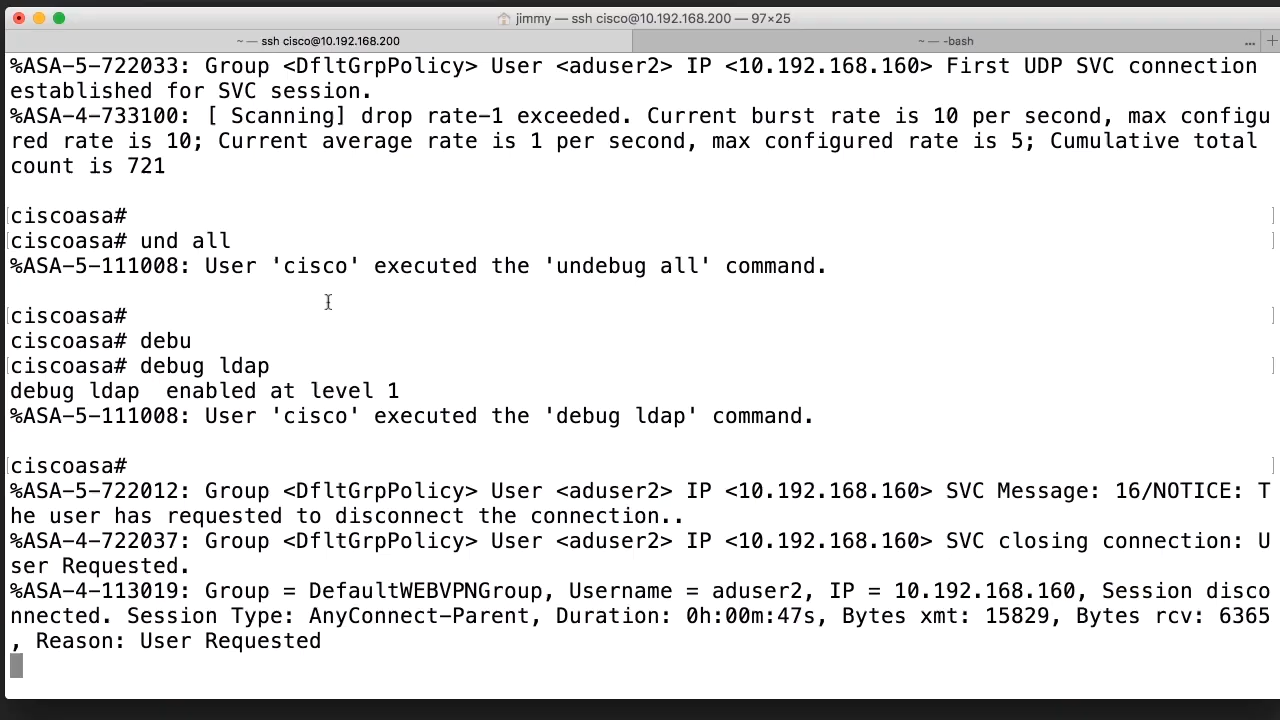 jimmy — ssh cisco@10.192.168.200 — 97×25
~ — ssh cisco@10.192.168.200
~ — -bash
... +
%ASA-5-722033: Group <DfltGrpPolicy> User <aduser2> IP <10.192.168.160> First UDP SVC connection
established for SVC session.
%ASA-4-733100: [ Scanning] drop rate-1 exceeded. Current burst rate is 10 per second, max configu
red rate is 10; Current average rate is 1 per second, max configured rate is 5; Cumulative total
count is 721
[ciscoasa# ]
[ciscoasa# und all ]
%ASA-5-111008: User 'cisco' executed the 'undebug all' command.
[ciscoasa# ]
ciscoasa# debu
[ciscoasa# debug ldap ]
debug ldap  enabled at level 1
%ASA-5-111008: User 'cisco' executed the 'debug ldap' command.
[ciscoasa# ]
%ASA-5-722012: Group <DfltGrpPolicy> User <aduser2> IP <10.192.168.160> SVC Message: 16/NOTICE: T
he user has requested to disconnect the connection..
%ASA-4-722037: Group <DfltGrpPolicy> User <aduser2> IP <10.192.168.160> SVC closing connection: U
ser Requested.
%ASA-4-113019: Group = DefaultWEBVPNGroup, Username = aduser2, IP = 10.192.168.160, Session disco
nnected. Session Type: AnyConnect-Parent, Duration: 0h:00m:47s, Bytes xmt: 15829, Bytes rcv: 6365
, Reason: User Requested